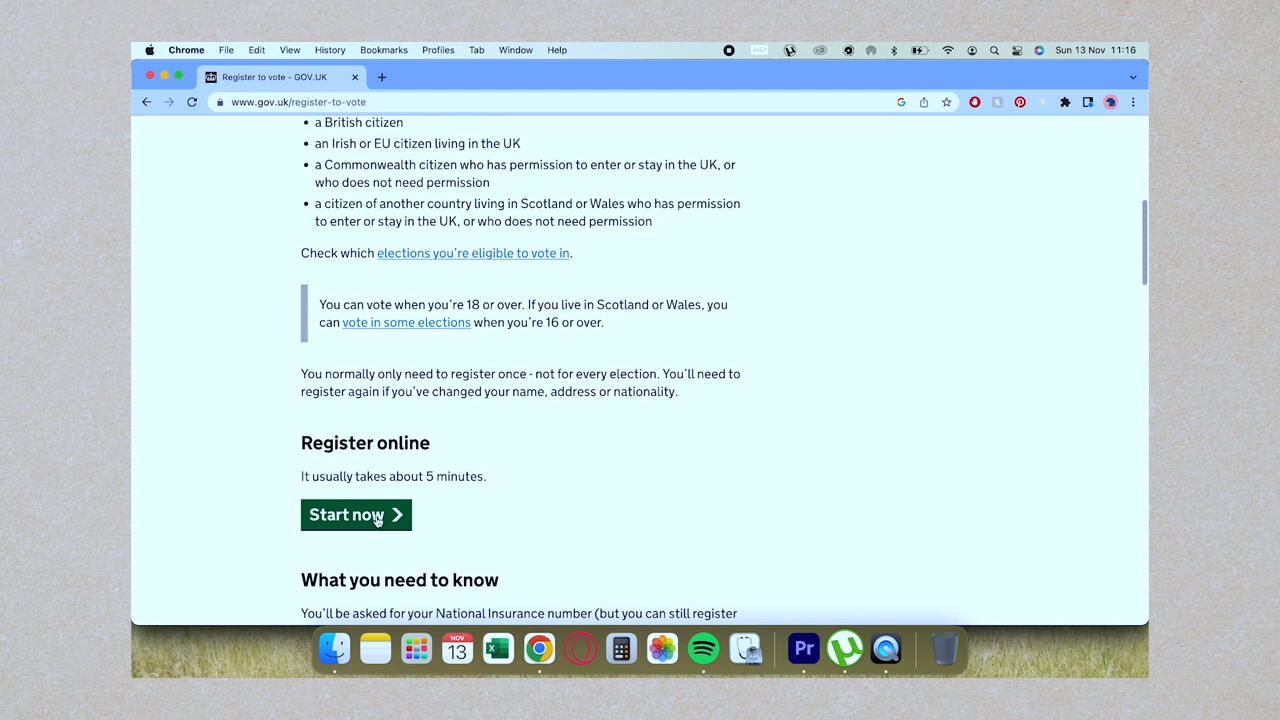 Chrome File Edit View History Bookmarks Profiles Tab Window Help Sun 13 Nov 11:16
Register to vote - GOV.UK
www.gov.uk/register-to-vote
• a British citizen
• an Irish or EU citizen living in the UK
• a Commonwealth citizen who has permission to enter or stay in the UK, or
who does not need permission
• a citizen of another country living in Scotland or Wales who has permission
to enter or stay in the UK, or who does not need permission
Check which elections you're eligible to vote in.
You can vote when you're 18 or over. If you live in Scotland or Wales, you
can vote in some elections when you're 16 or over.
You normally only need to register once - not for every election. You'll need to
register again if you've changed your name, address or nationality.
Register online
It usually takes about 5 minutes.
Start now
What you need to know
You'll be asked for your National Insurance number (but you can still register
NOV
13
Pr